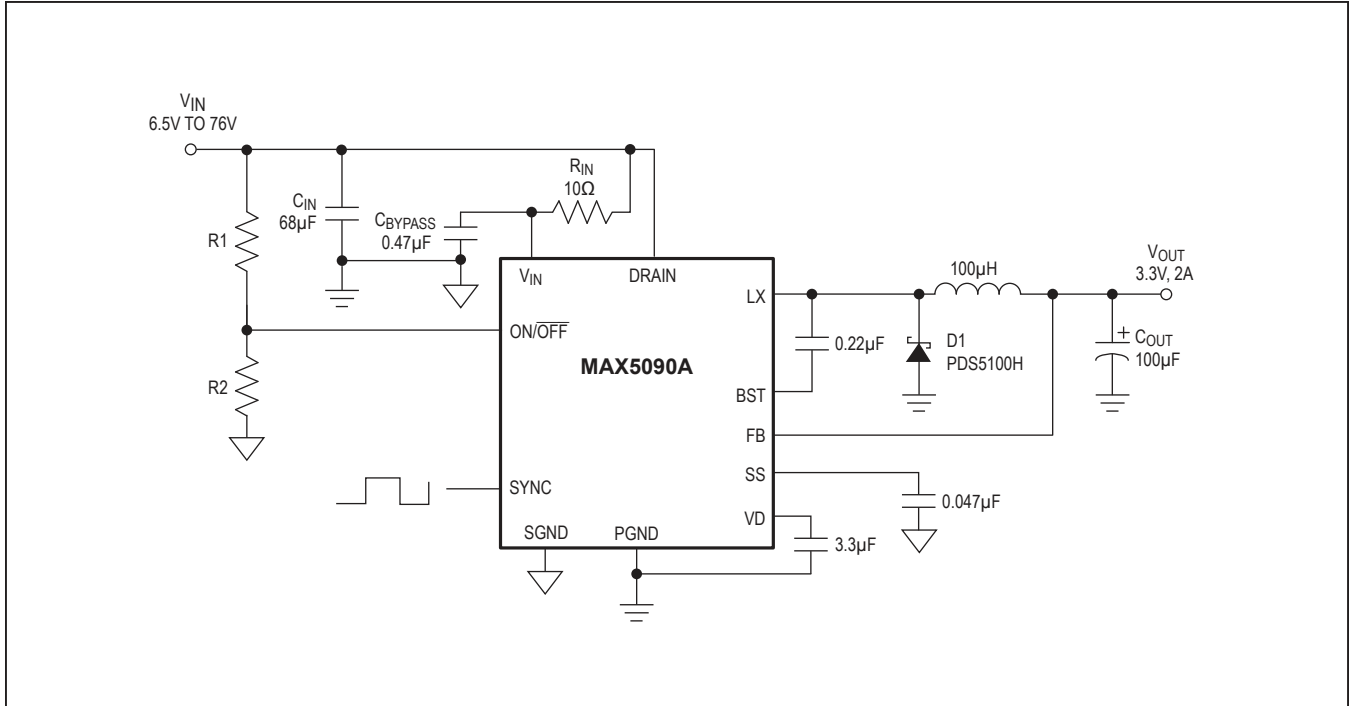 VIN
6.5V TO 76V
RIN
10Ω
CIN
68µF
CBYPASS
0.47µF
R1
R2
VIN
DRAIN
LX
ON/OFF
MAX5090A
BST
FB
SS
VD
SYNC
SGND
PGND
100µH
VOUT
3.3V, 2A
0.22µF
D1
PDS5100H
+
COUT
100µF
0.047µF
3.3µF